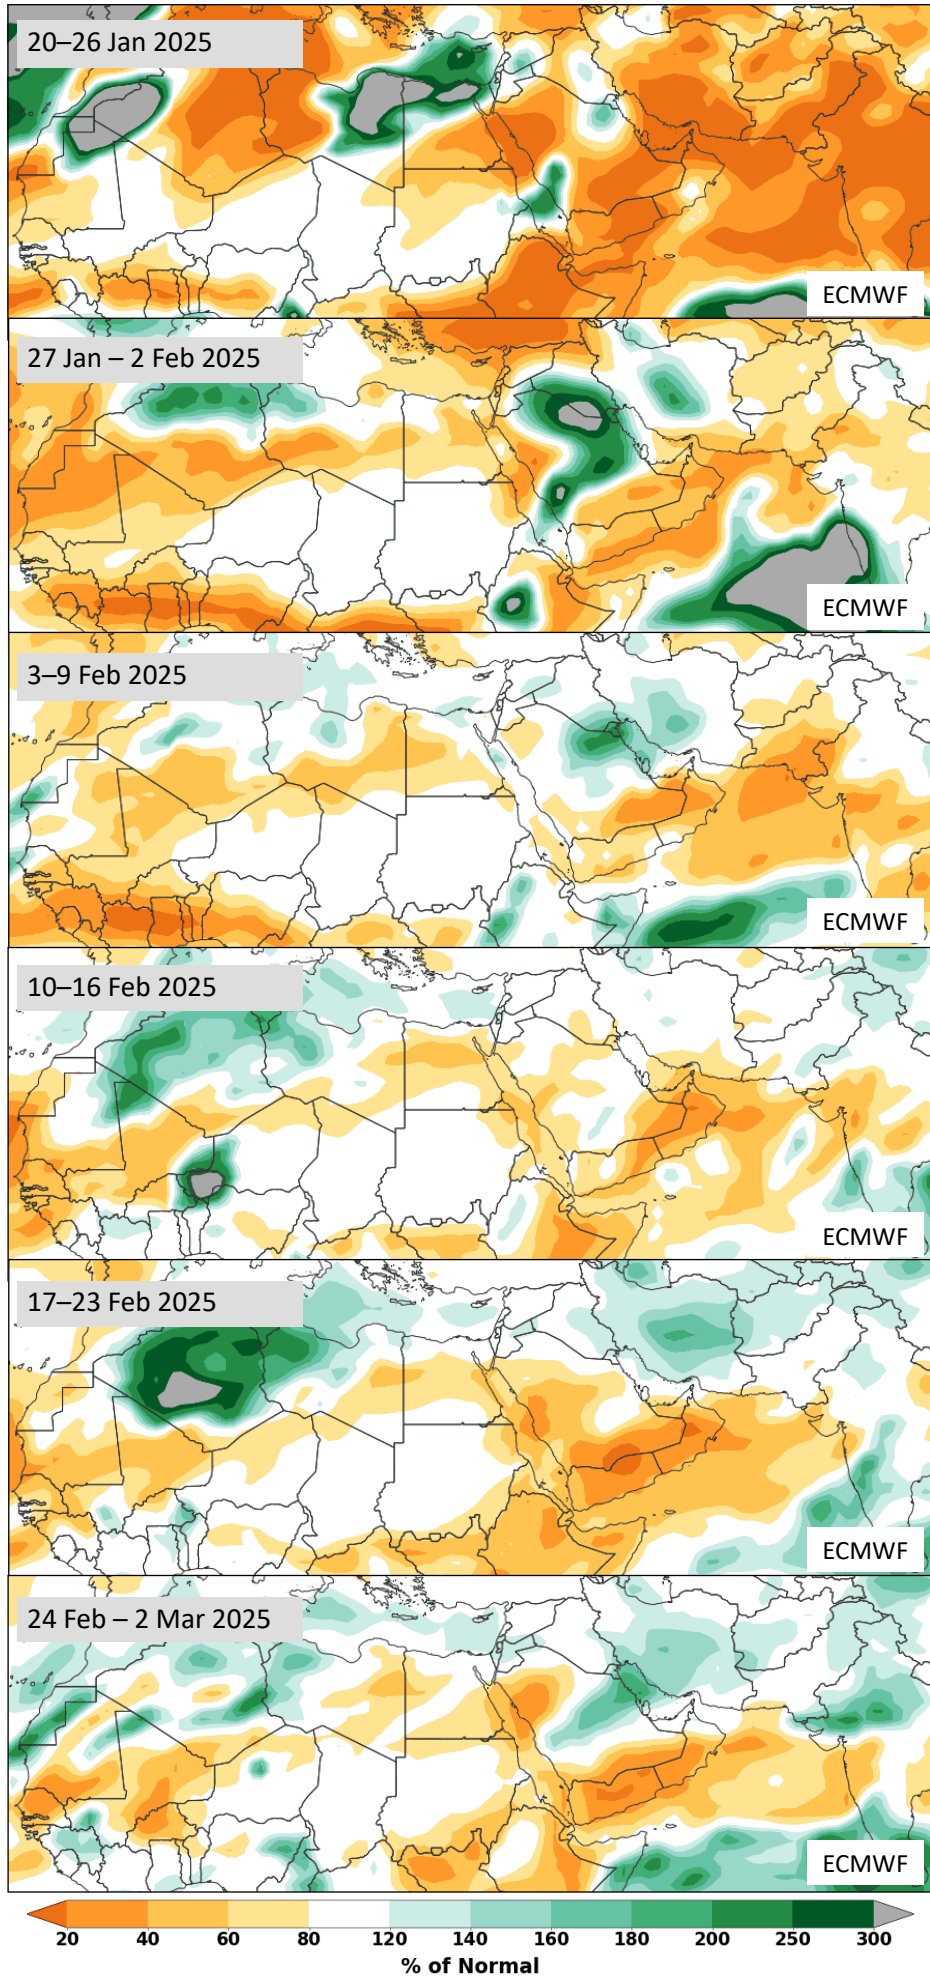 20–26 Jan 2025
ECMWF
27 Jan – 2 Feb 2025
ECMWF
3–9 Feb 2025
ECMWF
10–16 Feb 2025
ECMWF
17–23 Feb 2025
ECMWF
24 Feb – 2 Mar 2025
ECMWF
20 40 60 80 120 140 160 180 200 250 300
% of Normal